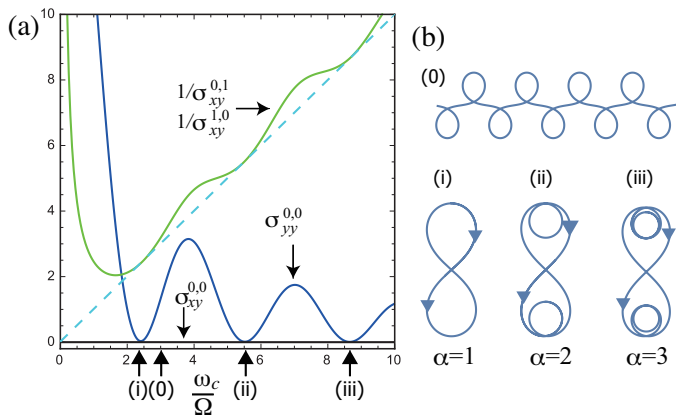 (a)
10
8
6
4
2
0
1/σ^{0,1}_{xy}
1/σ^{1,0}_{xy}
σ^{0,0}_{yy}
σ^{0,0}_{xy}
0 2 4 6 8 10
(i) (0) ω_c/Ω (ii) (iii)
(b)
(0)
(i) (ii) (iii)
α=1 α=2 α=3